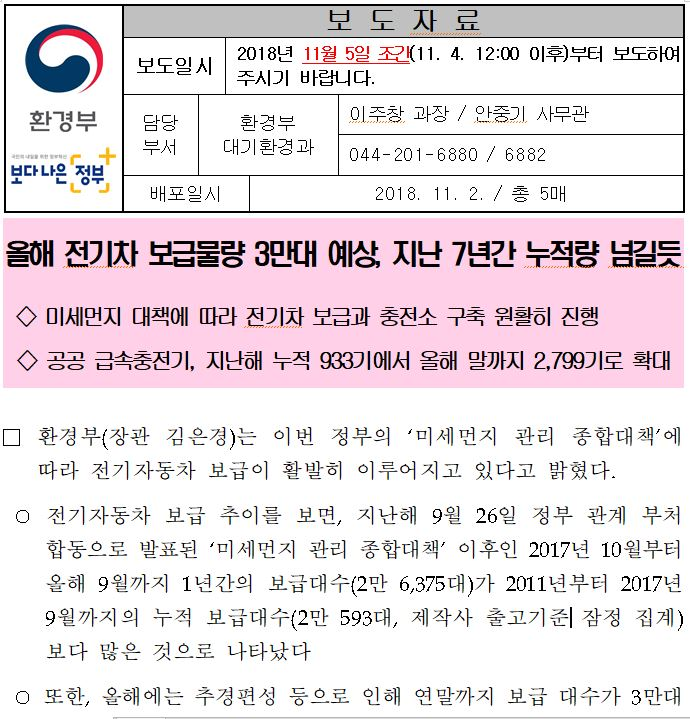 보 도 자 료
환경부
국민의 내일을 위한 정부혁신
보다 나은 정부
보도일시
2018년 11월 5일 조간(11. 4. 12:00 이후)부터 보도하여
주시기 바랍니다.
담당
부서
환경부
대기환경과
이주창 과장 / 안중기 사무관
044-201-6880 / 6882
배포일시
2018. 11. 2. / 총 5매
올해 전기차 보급물량 3만대 예상, 지난 7년간 누적량 넘길듯
◇ 미세먼지 대책에 따라 전기차 보급과 충전소 구축 원활히 진행
◇ 공공 급속충전기, 지난해 누적 933기에서 올해 말까지 2,799기로 확대
□ 환경부(장관 김은경)는 이번 정부의 ‘미세먼지 관리 종합대책’에
따라 전기자동차 보급이 활발히 이루어지고 있다고 밝혔다.
○ 전기자동차 보급 추이를 보면, 지난해 9월 26일 정부 관계 부처
합동으로 발표된 ‘미세먼지 관리 종합대책’ 이후인 2017년 10월부터
올해 9월까지 1년간의 보급대수(2만 6,375대)가 2011년부터 2017년
9월까지의 누적 보급대수(2만 593대, 제작사 출고기준 잠정 집계)
보다 많은 것으로 나타났다
○ 또한, 올해에는 추경편성 등으로 인해 연말까지 보급 대수가 3만대